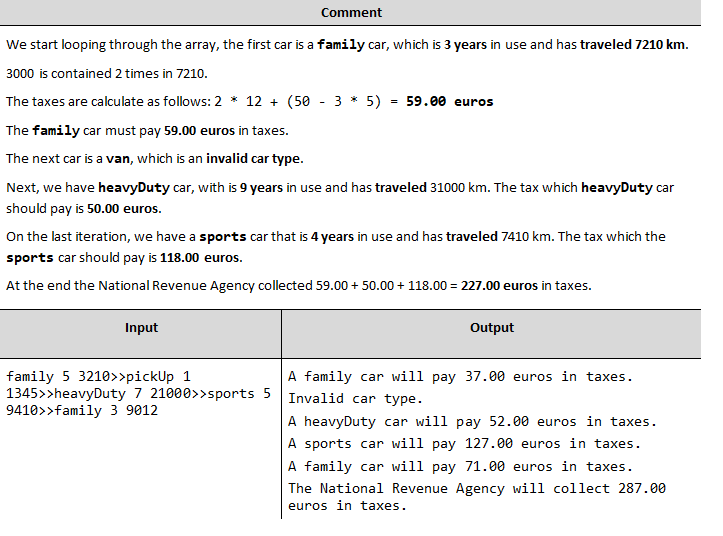 Comment
We start looping through the array, the first car is a family car, which is 3 years in use and has traveled 7210 km.
3000 is contained 2 times in 7210.
The taxes are calculate as follows: 2 * 12 + (50 - 3 * 5) = 59.00 euros
The family car must pay 59.00 euros in taxes.
The next car is a van, which is an invalid car type.
Next, we have heavyDuty car, with is 9 years in use and has traveled 31000 km. The tax which heavyDuty car
should pay is 50.00 euros.
On the last iteration, we have a sports car that is 4 years in use and has traveled 7410 km. The tax which the
sports car should pay is 118.00 euros.
At the end the National Revenue Agency collected 59.00 + 50.00 + 118.00 = 227.00 euros in taxes.
Input
Output
family 5 3210>>pickUp 1
1345>>heavyDuty 7 21000>>sports 5
9410>>family 3 9012
A family car will pay 37.00 euros in taxes.
Invalid car type.
A heavyDuty car will pay 52.00 euros in taxes.
A sports car will pay 127.00 euros in taxes.
A family car will pay 71.00 euros in taxes.
The National Revenue Agency will collect 287.00
euros in taxes.